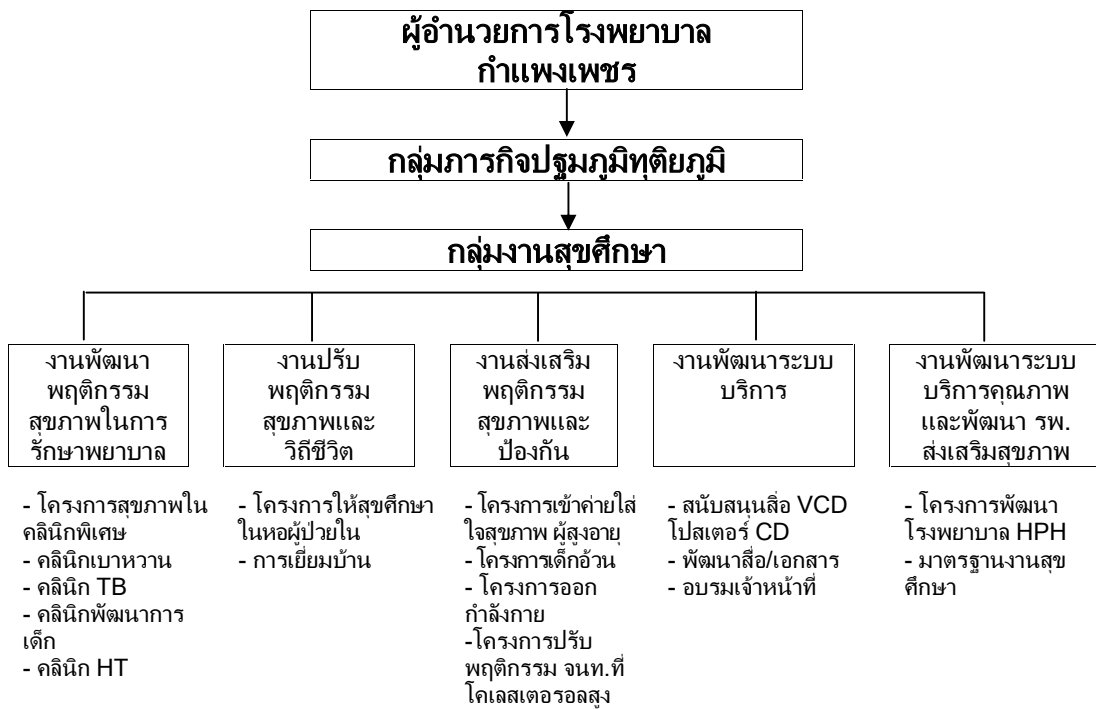 ผู้อำนวยการโรงพยาบาล
กำแพงเพชร
กลุ่มภารกิจปฐมภูมิทุติยภูมิ
กลุ่มงานสุขศึกษา
งานพัฒนา
พฤติกรรม
สุขภาพในการ
รักษาพยาบาล
- โครงการสุขภาพใน
คลินิกพิเศษ
- คลินิกเบาหวาน
- คลินิก TB
- คลินิกพัฒนาการ
เด็ก
- คลินิก HT
งานปรับ
พฤติกรรม
สุขภาพและ
วิถีชีวิต
- โครงการให้สุขศึกษา
ในหอผู้ป่วยใน
- การเยี่ยมบ้าน
งานส่งเสริม
พฤติกรรม
สุขภาพและ
ป้องกัน
- โครงการเข้าค่ายใส่
ใจสุขภาพ ผู้สูงอายุ
- โครงการเด็กอ้วน
- โครงการออก
กำลังกาย
-โครงการปรับ
พฤติกรรม จนท.ที่
โคเลสเตอรอลสูง
งานพัฒนาระบบ
บริการ
- สนับสนุนสื่อ VCD
โปสเตอร์ CD
- พัฒนาสื่อ/เอกสาร
- อบรมเจ้าหน้าที่
งานพัฒนาระบบ
บริการคุณภาพ
และพัฒนา รพ.
ส่งเสริมสุขภาพ
- โครงการพัฒนา
โรงพยาบาล HPH
- มาตรฐานงานสุข
ศึกษา